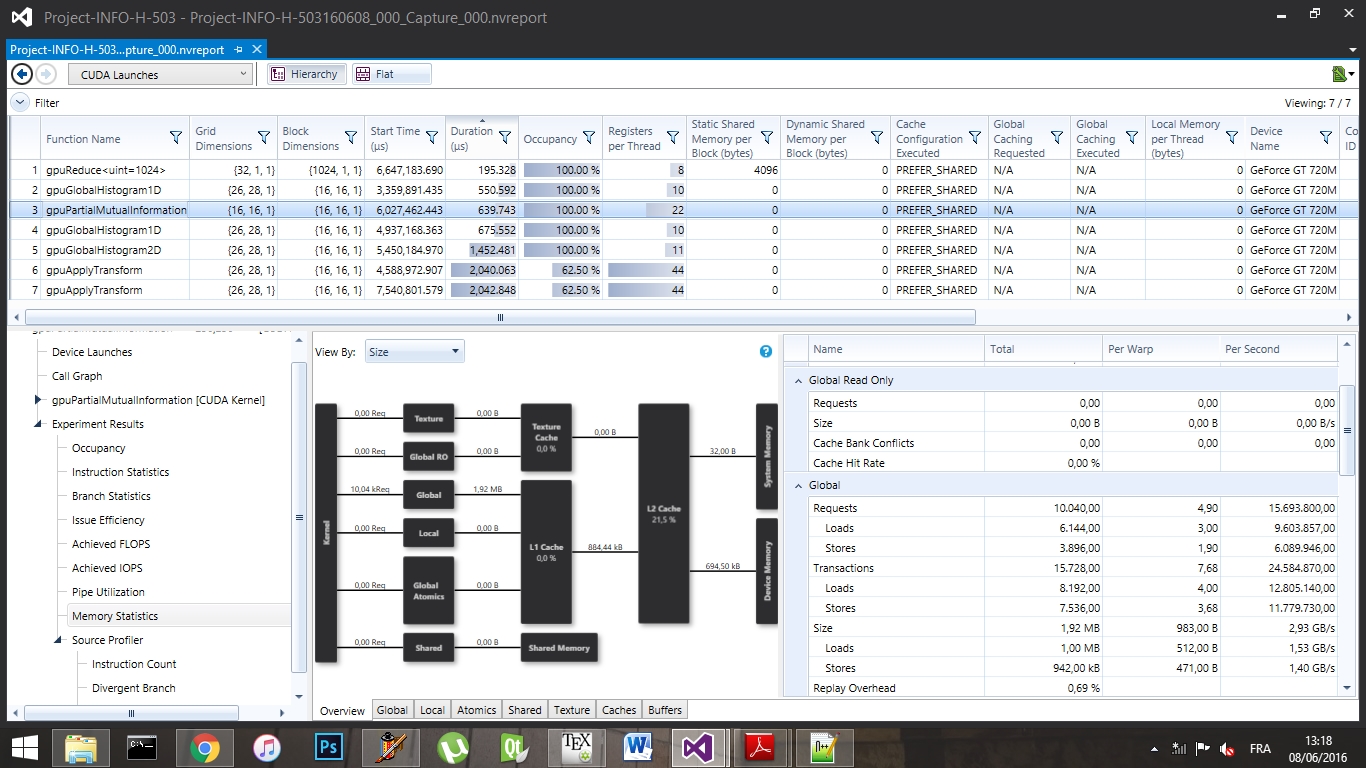 Project-INFO-H-503 - Project-INFO-H-503160608_000_Capture_000.nvreport
Project-INFO-H-503...pture_000.nvreport
CUDA Launches Hierarchy Flat
Filter Viewing: 7 / 7
Function Name Grid Dimensions Block Dimensions Start Time (µs) Duration (µs) Occupancy Registers per Thread Static Shared Memory per Block (bytes) Dynamic Shared Memory per Block (bytes) Cache Configuration Executed Global Caching Requested Global Caching Executed Local Memory per Thread (bytes) Device Name Co ID
1 gpuReduce<uint=1024> {32, 1, 1} {1024, 1, 1} 6,647,183.690 195.328 100.00 % 8 4096 0 PREFER_SHARED N/A N/A 0 GeForce GT 720M
2 gpuGlobalHistogram1D {26, 28, 1} {16, 16, 1} 3,359,891.435 550.592 100.00 % 10 0 0 PREFER_SHARED N/A N/A 0 GeForce GT 720M
3 gpuPartialMutualInformation {16, 16, 1} {16, 16, 1} 6,027,462.443 639.743 100.00 % 22 0 0 PREFER_SHARED N/A N/A 0 GeForce GT 720M
4 gpuGlobalHistogram1D {26, 28, 1} {16, 16, 1} 4,937,168.363 675.552 100.00 % 10 0 0 PREFER_SHARED N/A N/A 0 GeForce GT 720M
5 gpuGlobalHistogram2D {26, 28, 1} {16, 16, 1} 5,450,184.970 1,452.481 100.00 % 11 0 0 PREFER_SHARED N/A N/A 0 GeForce GT 720M
6 gpuApplyTransform {26, 28, 1} {16, 16, 1} 4,588,972.907 2,040.063 62.50 % 44 0 0 PREFER_SHARED N/A N/A 0 GeForce GT 720M
7 gpuApplyTransform {26, 28, 1} {16, 16, 1} 7,540,801.579 2,042.848 62.50 % 44 0 0 PREFER_SHARED N/A N/A 0 GeForce GT 720M
Device Launches
Call Graph
gpuPartialMutualInformation [CUDA Kernel]
Experiment Results
Occupancy
Instruction Statistics
Branch Statistics
Issue Efficiency
Achieved FLOPS
Achieved IOPS
Pipe Utilization
Memory Statistics
Source Profiler
Instruction Count
Divergent Branch
View By: Size
Kernel
0,00 Req Texture 0,00 B
Texture Cache 0,0 %
0,00 B
0,00 Req Global RO 0,00 B
10,04 kReq Global 1,92 MB
0,00 Req Local 0,00 B
L1 Cache 0,0 %
884,44 kB
0,00 Req Global Atomics 0,00 B
0,00 Req Shared 0,00 B Shared Memory
L2 Cache 21,5 %
32,00 B System Memory
694,50 kB Device Memory
Overview Global Local Atomics Shared Texture Caches Buffers
Name Total Per Warp Per Second
Global Read Only
Requests 0,00 0,00 0,00
Size 0,00 B 0,00 B 0,00 B/s
Cache Bank Conflicts 0,00 0,00 0,00
Cache Hit Rate 0,00 %
Global
Requests 10.040,00 4,90 15.693.800,00
Loads 6.144,00 3,00 9.603.857,00
Stores 3.896,00 1,90 6.089.946,00
Transactions 15.728,00 7,68 24.584.870,00
Loads 8.192,00 4,00 12.805.140,00
Stores 7.536,00 3,68 11.779.730,00
Size 1,92 MB 983,00 B 2,93 GB/s
Loads 1,00 MB 512,00 B 1,53 GB/s
Stores 942,00 kB 471,00 B 1,40 GB/s
Replay Overhead 0,69 %
C:\_
Ps
Qt
TEX
W
N++
FRA
13:18
08/06/2016